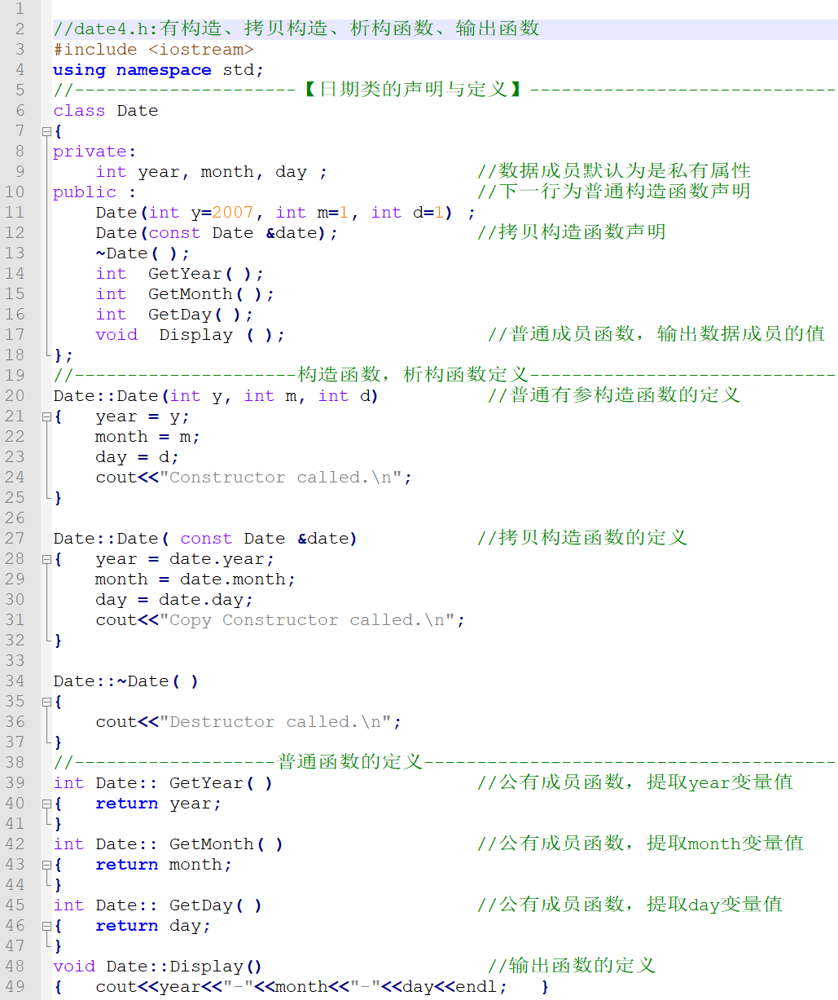 1
2 //date4.h:有构造、拷贝构造、析构函数、输出函数
3 #include <iostream>
4 using namespace std;
5 //---------------------【日期类的声明与定义】-----------------------------
6 class Date
7 {
8 private:
9     int year, month, day ;              //数据成员默认为是私有属性
10 public :                                //下一行为普通构造函数声明
11     Date(int y=2007, int m=1, int d=1) ;
12     Date(const Date &date);             //拷贝构造函数声明
13     ~Date( );
14     int  GetYear( );
15     int  GetMonth( );
16     int  GetDay( );
17     void  Display ( );                   //普通成员函数，输出数据成员的值
18 };
19 //---------------------构造函数，析构函数定义-----------------------------
20 Date::Date(int y, int m, int d)          //普通有参构造函数的定义
21 {   year = y;
22     month = m;
23     day = d;
24     cout<<"Constructor called.\n";
25 }
26
27 Date::Date( const Date &date)           //拷贝构造函数的定义
28 {   year = date.year;
29     month = date.month;
30     day = date.day;
31     cout<<"Copy Constructor called.\n";
32 }
33
34 Date::~Date( )
35 {
36     cout<<"Destructor called.\n";
37 }
38 //-------------------普通函数的定义---------------------------------------
39 int Date:: GetYear( )                   //公有成员函数，提取year变量值
40 {   return year;
41 }
42 int Date:: GetMonth( )                  //公有成员函数，提取month变量值
43 {   return month;
44 }
45 int Date:: GetDay( )                    //公有成员函数，提取day变量值
46 {   return day;
47 }
48 void Date::Display()                     //输出函数的定义
49 {   cout<<year<<"-"<<month<<"-"<<day<<endl;   }